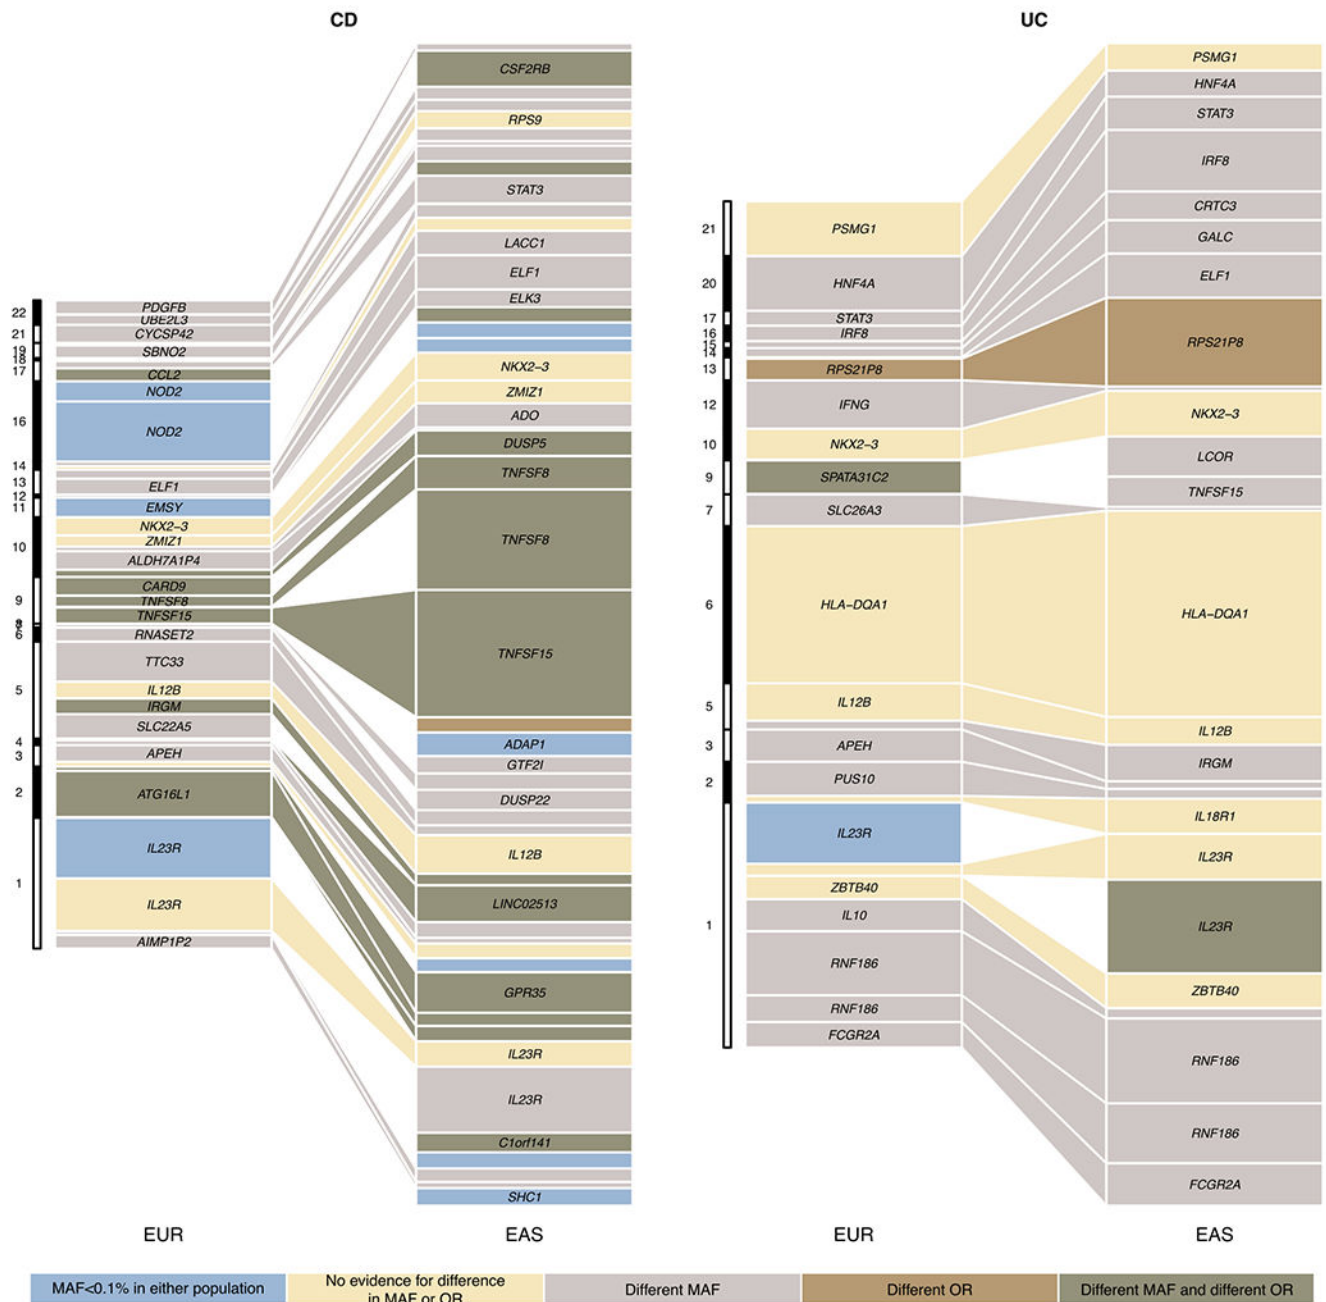 CD
UC
22
21
19
18
17
16
14
13
12
11
10
9
8
6
5
4
3
2
1
PDGFB
UBE2L3
CYCSP42
SBNO2
CCL2
NOD2
NOD2
ELF1
EMSY
NKX2–3
ZMIZ1
ALDH7A1P4
CARD9
TNFSF8
TNFSF15
RNASET2
TTC33
IL12B
IRGM
SLC22A5
APEH
ATG16L1
IL23R
IL23R
AIMP1P2
CSF2RB
RPS9
STAT3
LACC1
ELF1
ELK3
NKX2–3
ZMIZ1
ADO
DUSP5
TNFSF8
TNFSF8
TNFSF15
ADAP1
GTF2I
DUSP22
IL12B
LINC02513
GPR35
IL23R
IL23R
C1orf141
SHC1
EUR
EAS
21
20
17
16
15
14
13
12
10
9
7
6
5
3
2
1
PSMG1
HNF4A
STAT3
IRF8
RPS21P8
IFNG
NKX2–3
SPATA31C2
SLC26A3
HLA–DQA1
IL12B
APEH
PUS10
IL23R
ZBTB40
IL10
RNF186
RNF186
FCGR2A
PSMG1
HNF4A
STAT3
IRF8
CRTC3
GALC
ELF1
RPS21P8
NKX2–3
LCOR
TNFSF15
HLA–DQA1
IL12B
IRGM
IL18R1
IL23R
IL23R
ZBTB40
RNF186
RNF186
FCGR2A
EUR
EAS
MAF<0.1% in either population
No evidence for difference
in MAF or OR
Different MAF
Different OR
Different MAF and different OR